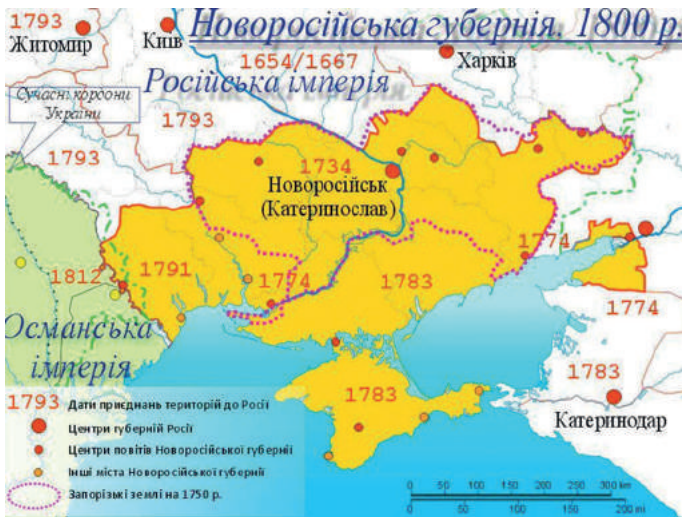 Новоросійська губернія. 1800 р.
1793
Житомир
Київ
1654/1667
Харків
Російська імперія
Сучасні кордони
України
1793
1793
1734
Новоросійськ
(Катеринослав)
1774
1812
1791
1774
1783
1774
Османська
імперія
1783
1783
Катеринодар
1793 Дати приєднань територій до Росії
Центри губерній Росії
Центри повітів Новоросійської губернії
Інші міста Новоросійської губернії
Запорізькі землі на 1750 р.
0 50 100 150 200 250 300 km
0 50 100 150 200 mi